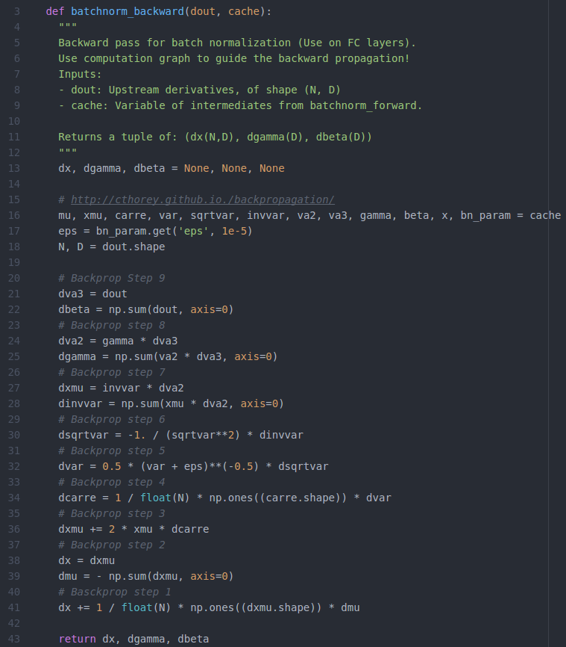 3 def batchnorm_backward(dout, cache):
4 """
5 Backward pass for batch normalization (Use on FC layers).
6 Use computation graph to guide the backward propagation!
7 Inputs:
8 - dout: Upstream derivatives, of shape (N, D)
9 - cache: Variable of intermediates from batchnorm_forward.
10
11 Returns a tuple of: (dx(N,D), dgamma(D), dbeta(D))
12 """
13 dx, dgamma, dbeta = None, None, None
14
15 # http://cthorey.github.io./backpropagation/
16 mu, xmu, carre, var, sqrtvar, invvar, va2, va3, gamma, beta, x, bn_param = cache
17 eps = bn_param.get('eps', 1e-5)
18 N, D = dout.shape
19
20 # Backprop Step 9
21 dva3 = dout
22 dbeta = np.sum(dout, axis=0)
23 # Backprop step 8
24 dva2 = gamma * dva3
25 dgamma = np.sum(va2 * dva3, axis=0)
26 # Backprop step 7
27 dxmu = invvar * dva2
28 dinvvar = np.sum(xmu * dva2, axis=0)
29 # Backprop step 6
30 dsqrtvar = -1. / (sqrtvar**2) * dinvvar
31 # Backprop step 5
32 dvar = 0.5 * (var + eps)**(-0.5) * dsqrtvar
33 # Backprop step 4
34 dcarre = 1 / float(N) * np.ones((carre.shape)) * dvar
35 # Backprop step 3
36 dxmu += 2 * xmu * dcarre
37 # Backprop step 2
38 dx = dxmu
39 dmu = - np.sum(dxmu, axis=0)
40 # Basckprop step 1
41 dx += 1 / float(N) * np.ones((dxmu.shape)) * dmu
42
43 return dx, dgamma, dbeta